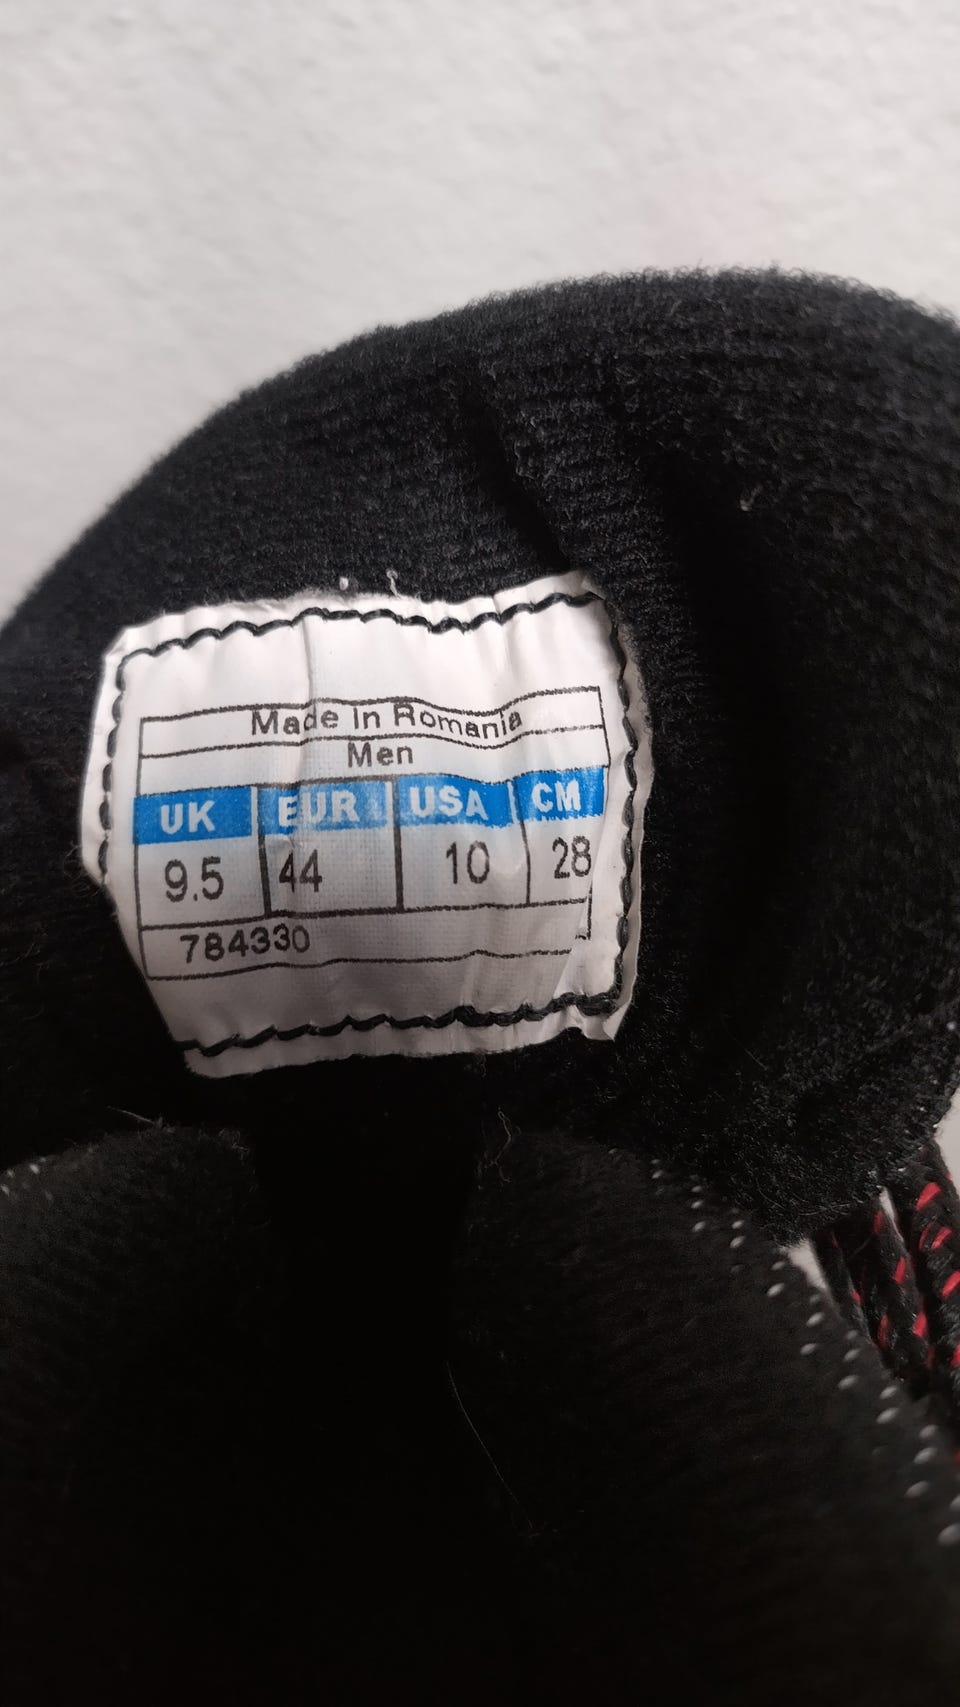 Made In Romania
Men
UK EUR USA CM
9.5 44 10 28
784330